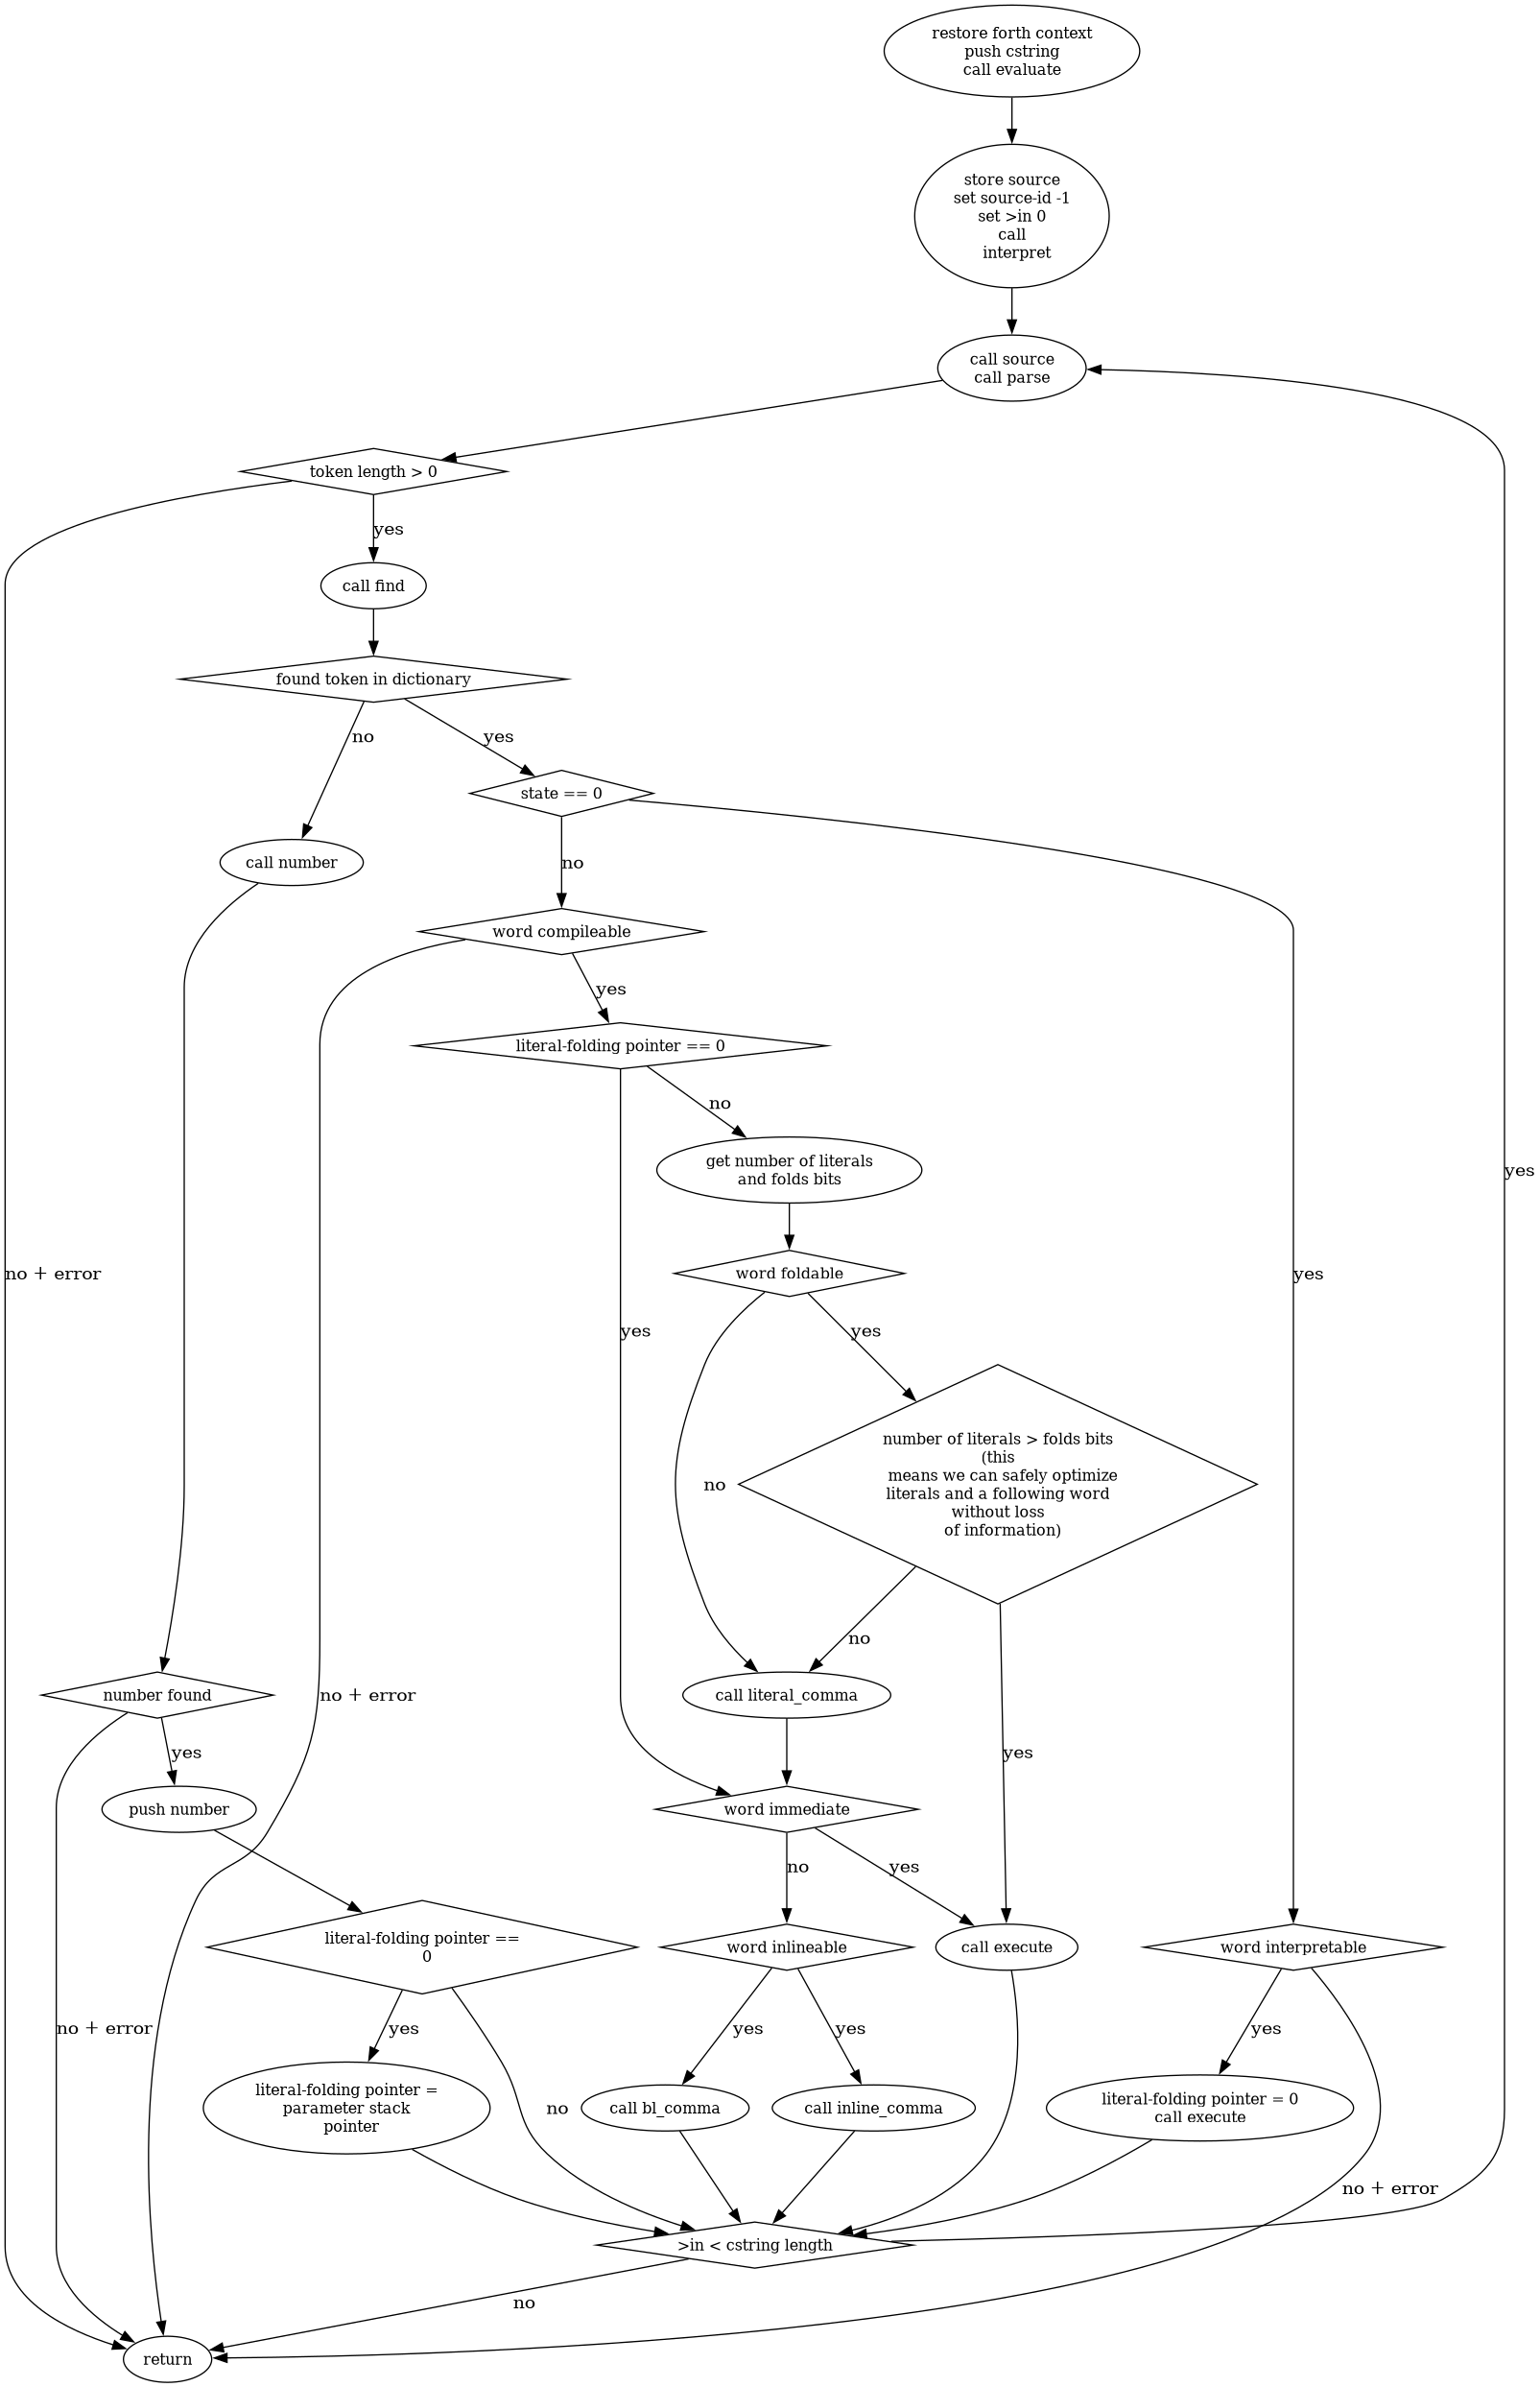 restore forth context
push cstring
call evaluate
store source
set source-id -1
set >in 0
call
interpret
call source
call parse
token length > 0
yes
call find
found token in dictionary
no
yes
state == 0
call number
no
word compileable
yes
literal-folding pointer == 0
no
get number of literals
and folds bits
yes
word foldable
no + error
yes
yes
yes
number of literals > folds bits
(this
means we can safely optimize
literals and a following word
without loss
of information)
no
no
call literal_comma
number found
no + error
yes
yes
push number
word immediate
no
yes
literal-folding pointer ==
0
word inlineable
call execute
word interpretable
no + error
yes
yes
yes
yes
literal-folding pointer =
parameter stack
pointer
no
call bl_comma
call inline_comma
literal-folding pointer = 0
call execute
no + error
>in < cstring length
no
return